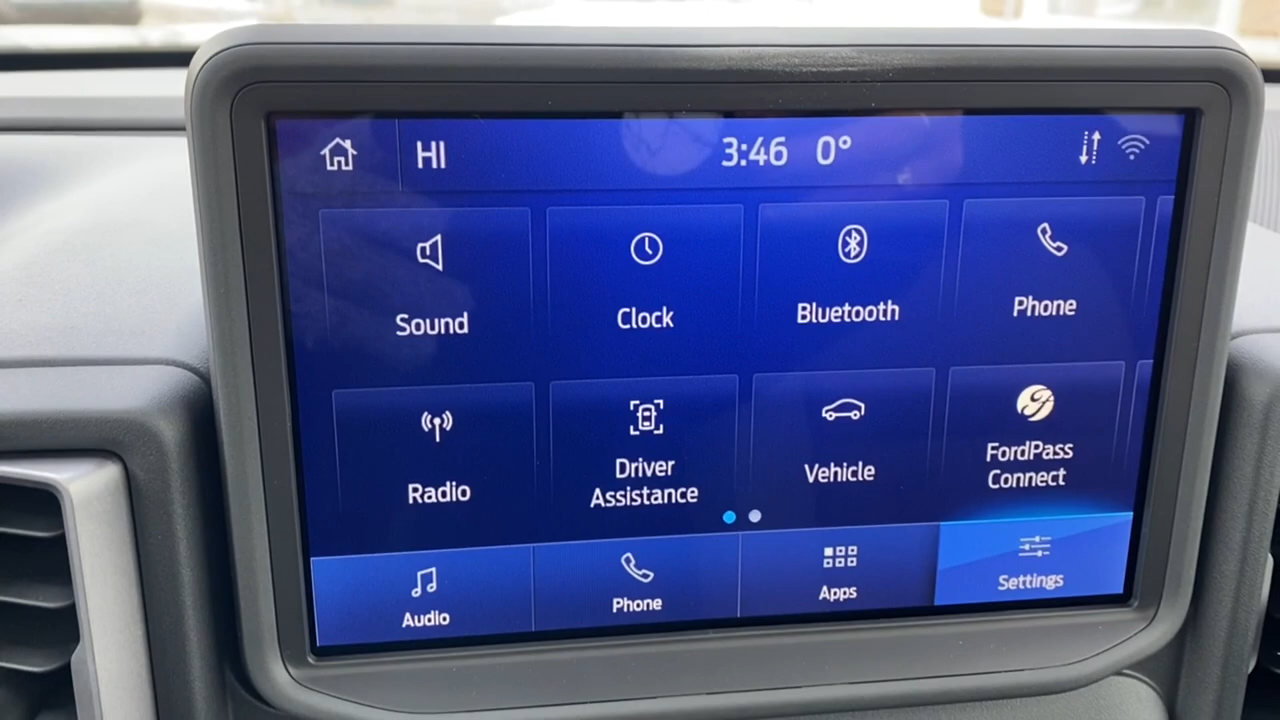 HI 3:46 0°
Sound Clock Bluetooth Phone
Radio Driver Assistance Vehicle FordPass Connect
Audio Phone Apps Settings